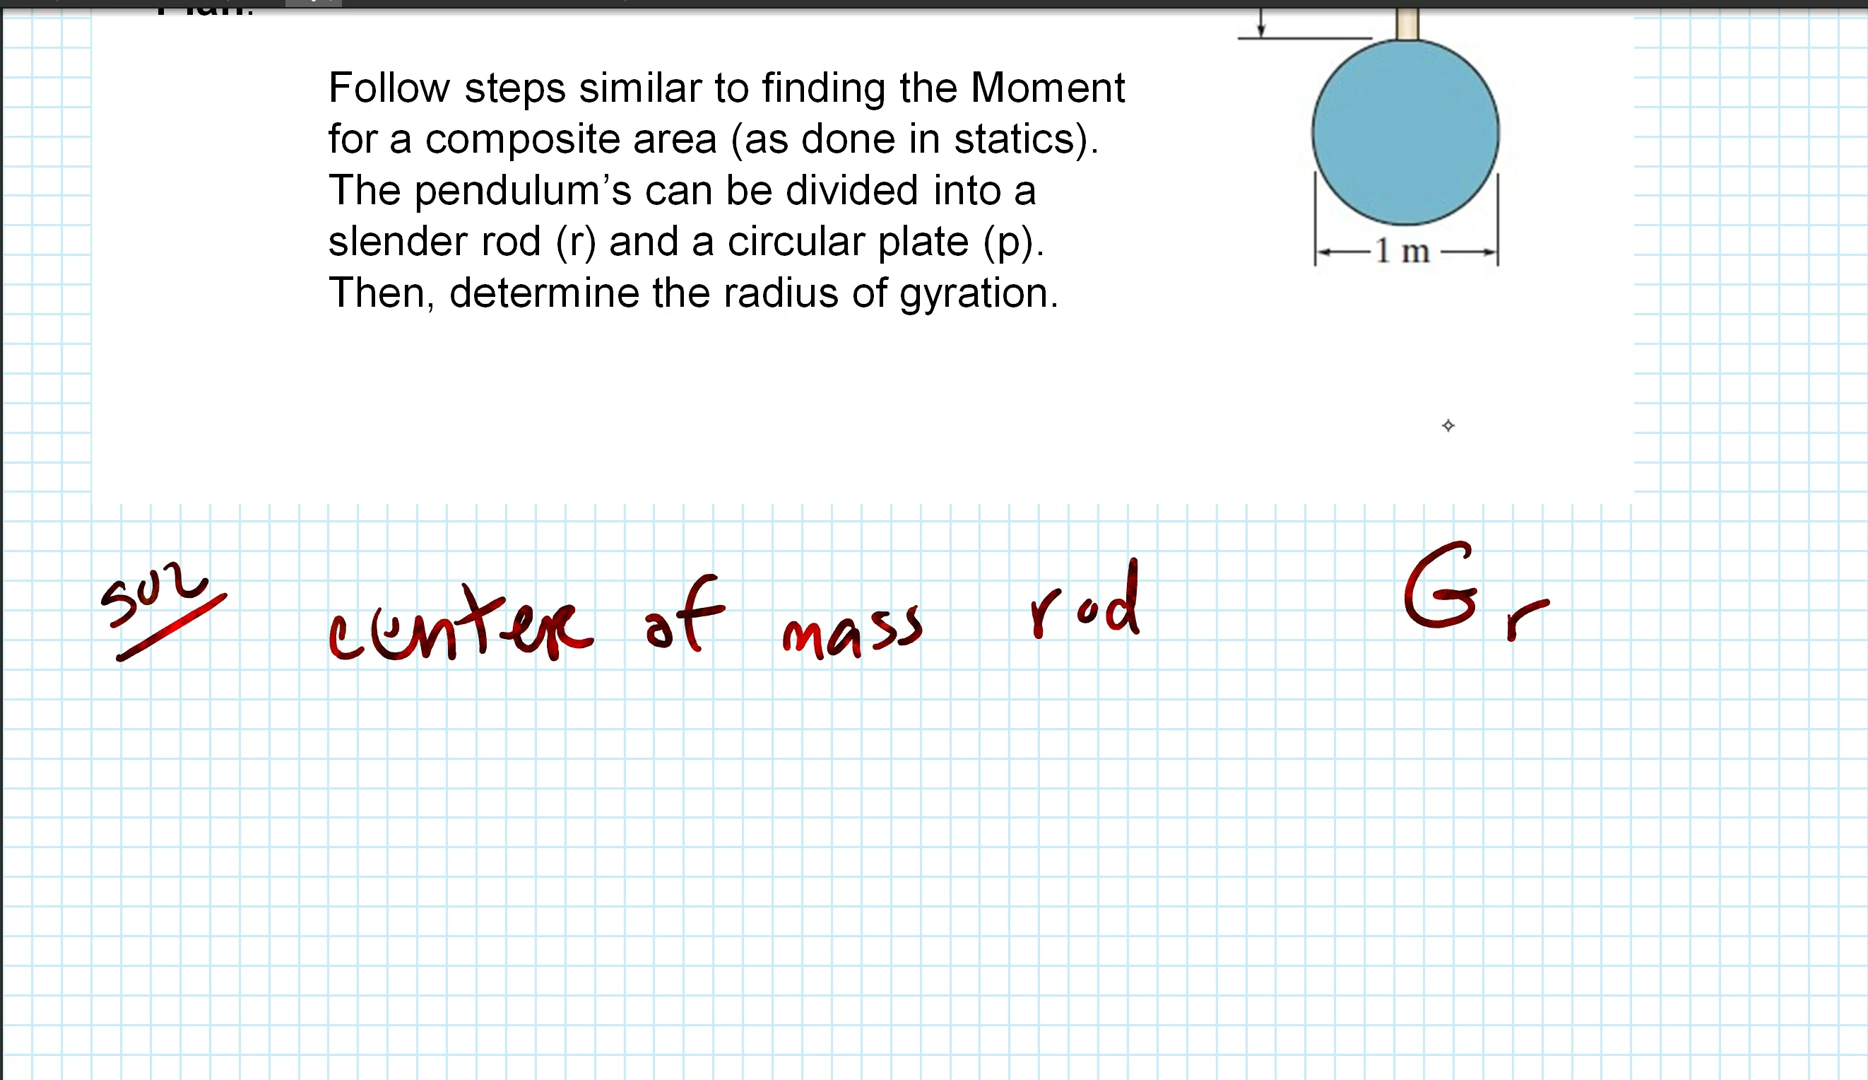 Plan:
Follow steps similar to finding the Moment
for a composite area (as done in statics).
The pendulum’s can be divided into a
slender rod (r) and a circular plate (p).
Then, determine the radius of gyration.
1 m
sol center of mass rod G r